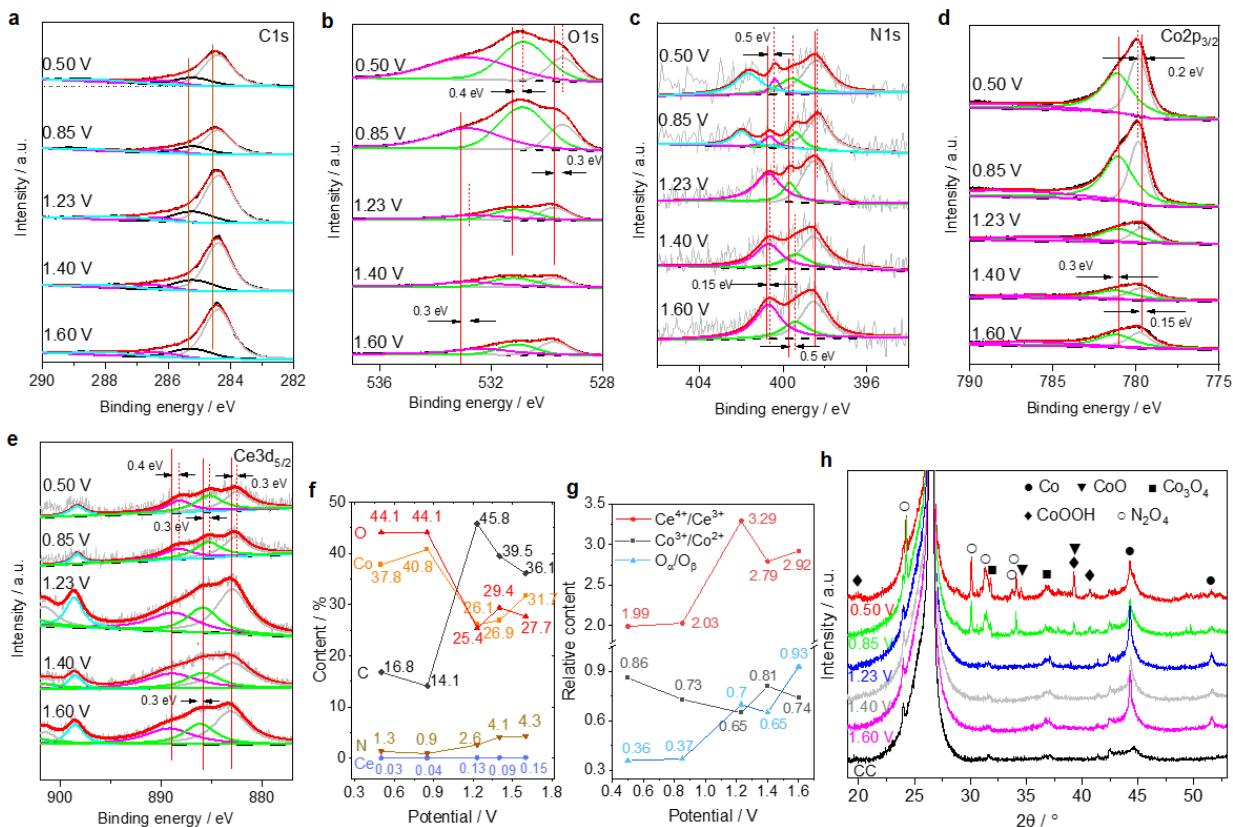 a
C1s
0.50 V
0.85 V
1.23 V
1.40 V
1.60 V
290 288 286 284 282
Binding energy / eV
Intensity / a.u.
b
O1s
0.50 V
0.4 eV
0.85 V
0.3 eV
1.23 V
1.40 V
0.3 eV
1.60 V
536 532 528
Binding energy / eV
Intensity / a.u.
c
N1s
0.50 V
0.5 eV
0.85 V
1.23 V
1.40 V
0.15 eV
1.60 V
0.5 eV
404 400 396
Binding energy / eV
Intensity / a.u.
d
Co2p3/2
0.50 V
0.2 eV
0.85 V
1.23 V
1.40 V
0.3 eV
1.60 V
0.15 eV
790 785 780 775
Binding energy / eV
Intensity / a.u.
e
Ce3d5/2
0.4 eV
0.50 V
0.3 eV
0.3 eV
0.85 V
1.23 V
1.40 V
0.3 eV
1.60 V
900 890 880
Binding energy / eV
Intensity / a.u.
f
50
40
30
20
10
0
Content / %
O 44.1 44.1 25.4 29.4 27.7
Co 37.8 40.8 26.1 26.9 31.7
C 16.8 14.1 45.8 39.5 36.1
N 1.3 0.9 2.6 4.1 4.3
Ce 0.03 0.04 0.13 0.09 0.15
0.4 0.8 1.2 1.6
Potential / V
g
Ce4+/Ce3+
Co3+/Co2+
Oα/Oβ
3.5
3.0
2.5
2.0
0.9
0.6
0.3
Relative content
1.99 2.03 3.29 2.79 2.92
0.86 0.73 0.65 0.81 0.74
0.36 0.37 0.7 0.65 0.93
0.6 0.8 1.0 1.2 1.4 1.6
Potential / V
h
● Co ▼ CoO ■ Co3O4
◆ CoOOH ○ N2O4
0.50 V
0.85 V
1.23 V
1.40 V
1.60 V
CC
20 25 30 35 40 45 50
2θ / °
Intensity / a.u.